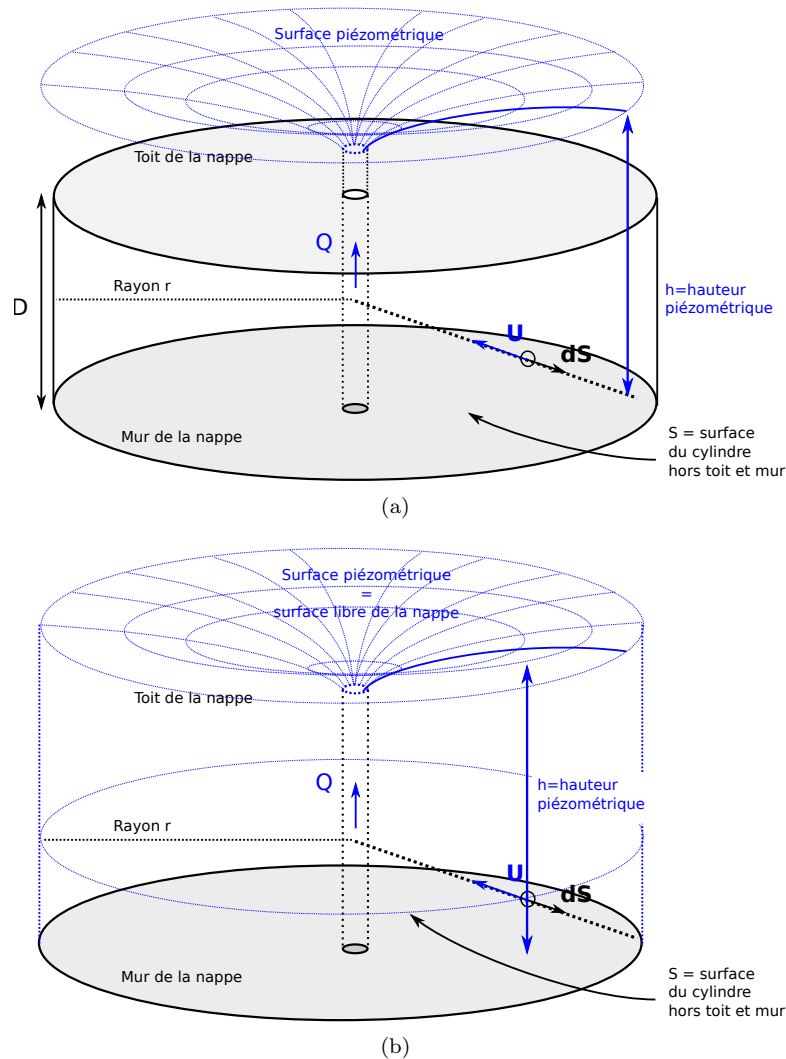 Surface piézométrique
Toit de la nappe
Q
Rayon r
D
h=hauteur
piézométrique
U
dS
Mur de la nappe
S = surface
du cylindre
hors toit et mur
(a)
Surface piézométrique
=
surface libre de la nappe
Toit de la nappe
Q
h=hauteur
piézométrique
Rayon r
U
dS
Mur de la nappe
S = surface
du cylindre
hors toit et mur
(b)